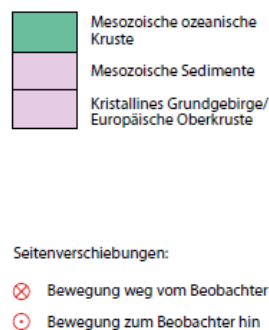 Mesozoische ozeanische
Kruste
Mesozoische Sedimente
Kristallines Grundgebirge/
Europäische Oberkruste
Seitenverschiebungen:
Bewegung weg vom Beobachter
Bewegung zum Beobachter hin